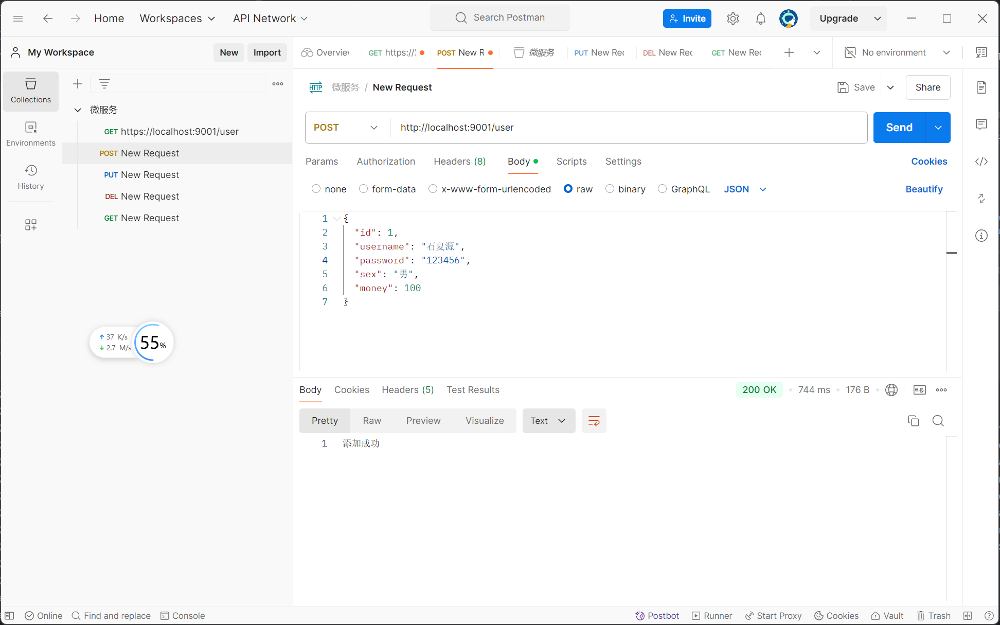 Home Workspaces API Network Search Postman Invite Upgrade
My Workspace New Import
Overview GET https://l POST New R 微服务 PUT New Rec DEL New Rec GET New Rec No environment
Collections
Environments
History
微服务
GET https://localhost:9001/user
POST New Request
PUT New Request
DEL New Request
GET New Request
↑ 37 K/s
↓ 2.7 M/s
55%
HTTP 微服务 / New Request Save Share
POST http://localhost:9001/user Send
Params Authorization Headers (8) Body Scripts Settings Cookies
none form-data x-www-form-urlencoded raw binary GraphQL JSON Beautify
1 {
2 "id": 1,
3 "username": "石夏源",
4 "password": "123456",
5 "sex": "男",
6 "money": 100
7 }
Body Cookies Headers (5) Test Results 200 OK 744 ms 176 B e.g.
Pretty Raw Preview Visualize Text
1 添加成功
Online Find and replace Console Postbot Runner Start Proxy Cookies Vault Trash